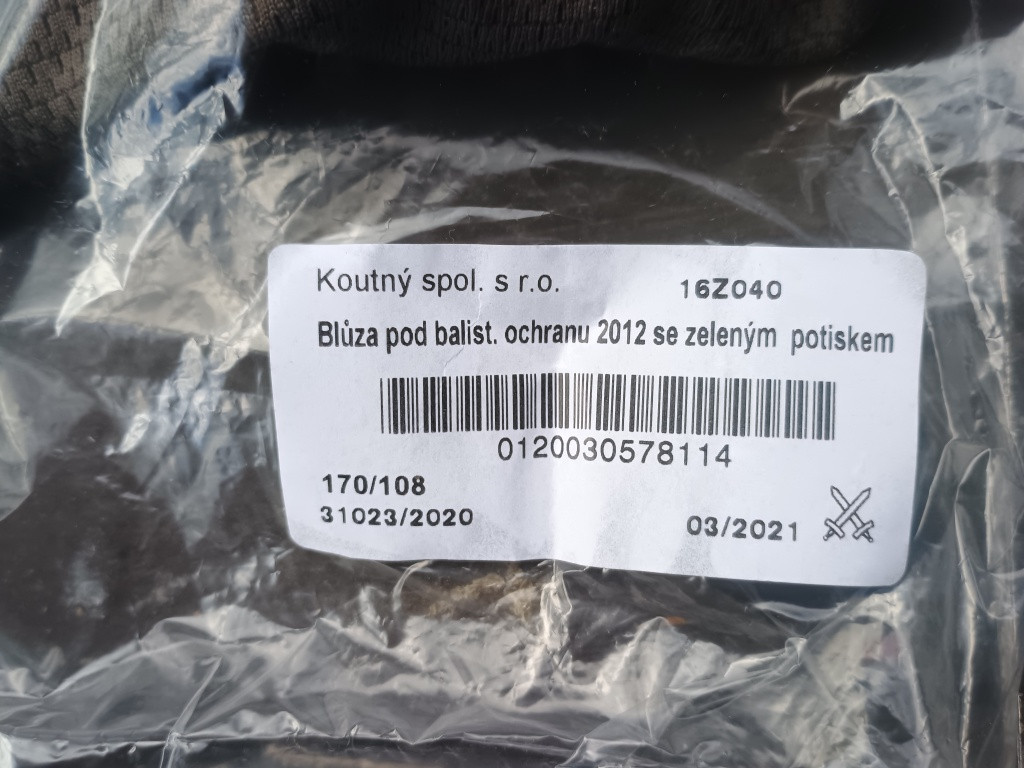 Koutný spol. s r.o. 16Z040
Blůza pod balist. ochranu 2012 se zeleným potiskem
0120030578114
170/108
31023/2020 03/2021